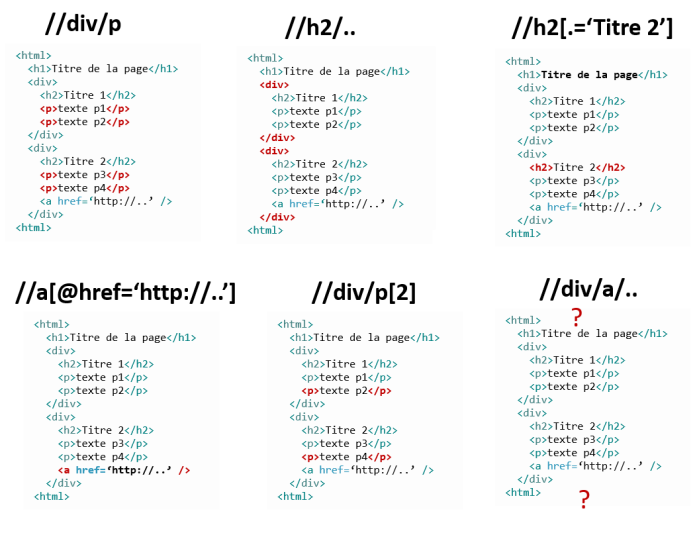 //div/p
<html>
<h1>Titre de la page</h1>
<div>
<h2>Titre 1</h2>
<p>texte p1</p>
<p>texte p2</p>
</div>
<div>
<h2>Titre 2</h2>
<p>texte p3</p>
<p>texte p4</p>
<a href=‘http://..’ />
</div>
<html>
//h2/..
<html>
<h1>Titre de la page</h1>
<div>
<h2>Titre 1</h2>
<p>texte p1</p>
<p>texte p2</p>
</div>
<div>
<h2>Titre 2</h2>
<p>texte p3</p>
<p>texte p4</p>
<a href=‘http://..’ />
</div>
<html>
//h2[.=‘Titre 2’]
<html>
<h1>Titre de la page</h1>
<div>
<h2>Titre 1</h2>
<p>texte p1</p>
<p>texte p2</p>
</div>
<div>
<h2>Titre 2</h2>
<p>texte p3</p>
<p>texte p4</p>
<a href=‘http://..’ />
</div>
<html>
//a[@href=‘http://..’]
<html>
<h1>Titre de la page</h1>
<div>
<h2>Titre 1</h2>
<p>texte p1</p>
<p>texte p2</p>
</div>
<div>
<h2>Titre 2</h2>
<p>texte p3</p>
<p>texte p4</p>
<a href=‘http://..’ />
</div>
<html>
//div/p[2]
<html>
<h1>Titre de la page</h1>
<div>
<h2>Titre 1</h2>
<p>texte p1</p>
<p>texte p2</p>
</div>
<div>
<h2>Titre 2</h2>
<p>texte p3</p>
<p>texte p4</p>
<a href=‘http://..’ />
</div>
<html>
//div/a/..
?
<html>
<h1>Titre de la page</h1>
<div>
<h2>Titre 1</h2>
<p>texte p1</p>
<p>texte p2</p>
</div>
<div>
<h2>Titre 2</h2>
<p>texte p3</p>
<p>texte p4</p>
<a href=‘http://..’ />
</div>
<html>
?